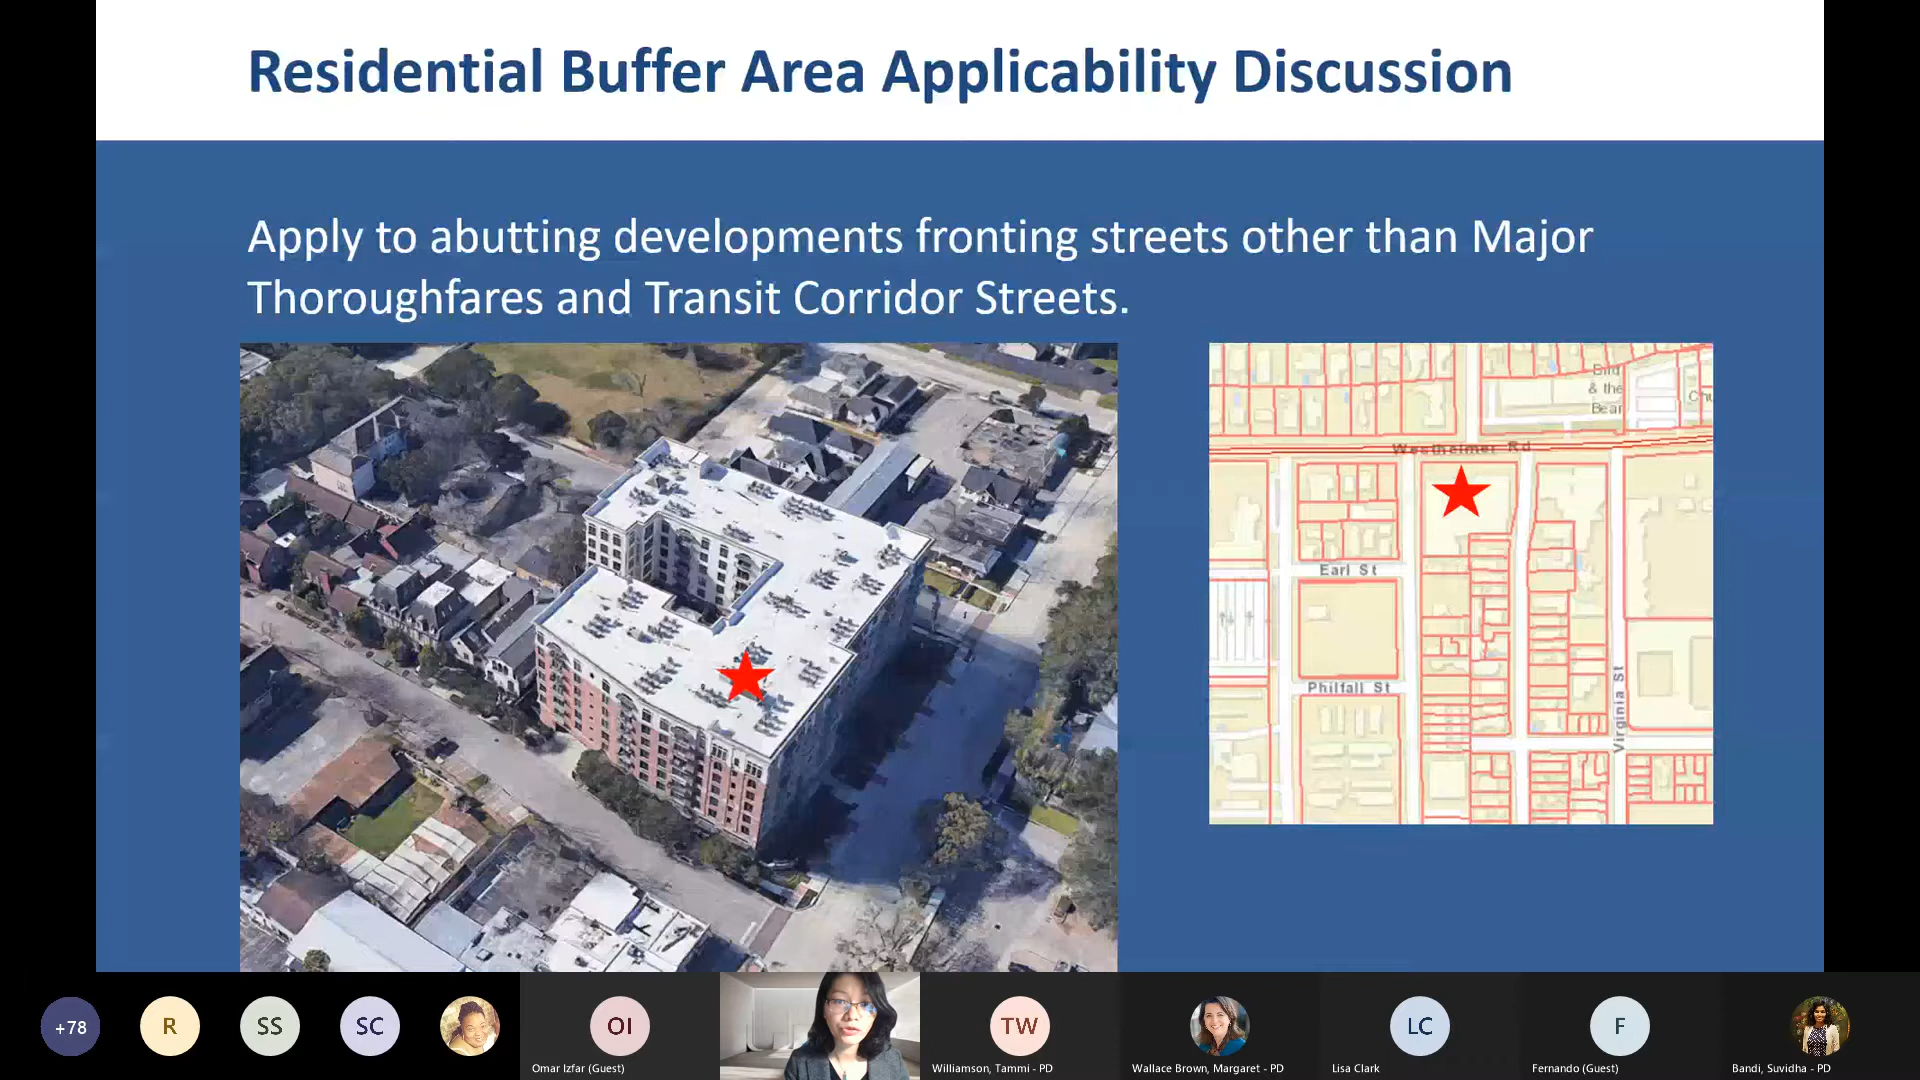 Residential Buffer Area Applicability Discussion
Apply to abutting developments fronting streets other than Major
Thoroughfares and Transit Corridor Streets.
& the
Bear
Westheimer Rd
Earl St
Philfall St
Virginia St
+78
R
SS
SC
OI
TW
LC
F
Omar Izfar (Guest)
Williamson, Tammi - PD
Wallace Brown, Margaret - PD
Lisa Clark
Fernando (Guest)
Bandi, Suvidha - PD